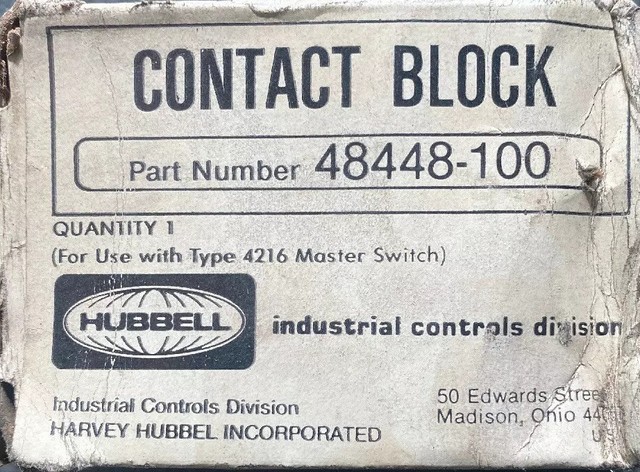 CONTACT BLOCK
Part Number 48448-100
QUANTITY 1
(For Use with Type 4216 Master Switch)
HUBBELL
industrial controls division
Industrial Controls Division
HARVEY HUBBEL INCORPORATED
50 Edwards Stree
Madison, Ohio 44
U.S